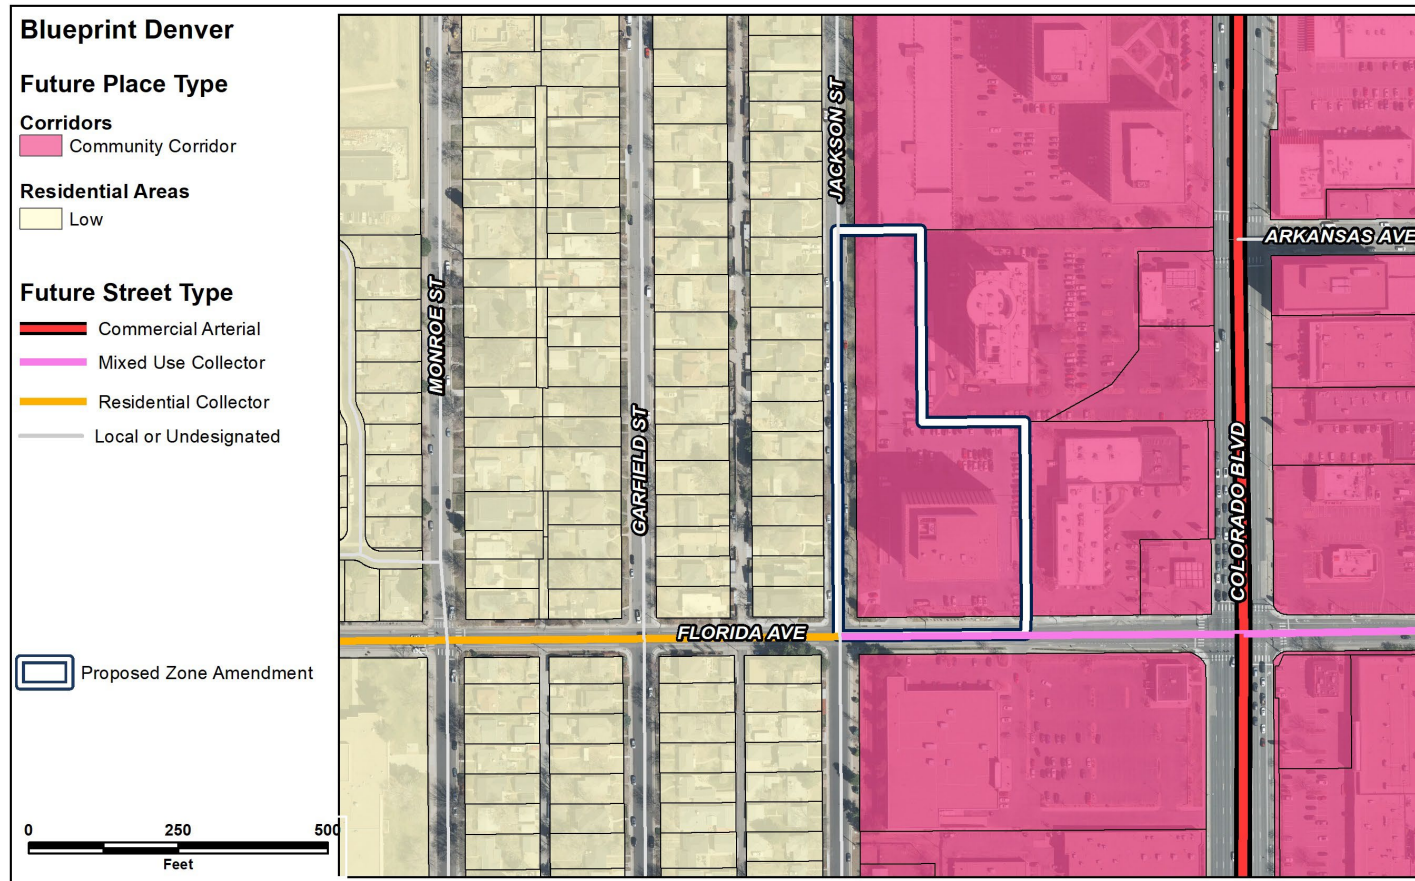 Blueprint Denver
Future Place Type
Corridors
Community Corridor
Residential Areas
Low
Future Street Type
Commercial Arterial
Mixed Use Collector
Residential Collector
Local or Undesignated
Proposed Zone Amendment
0 250 500
Feet
JACKSON ST
ARKANSAS AVE
MONROE ST
GARFIELD ST
COLORADO BLVD
FLORIDA AVE